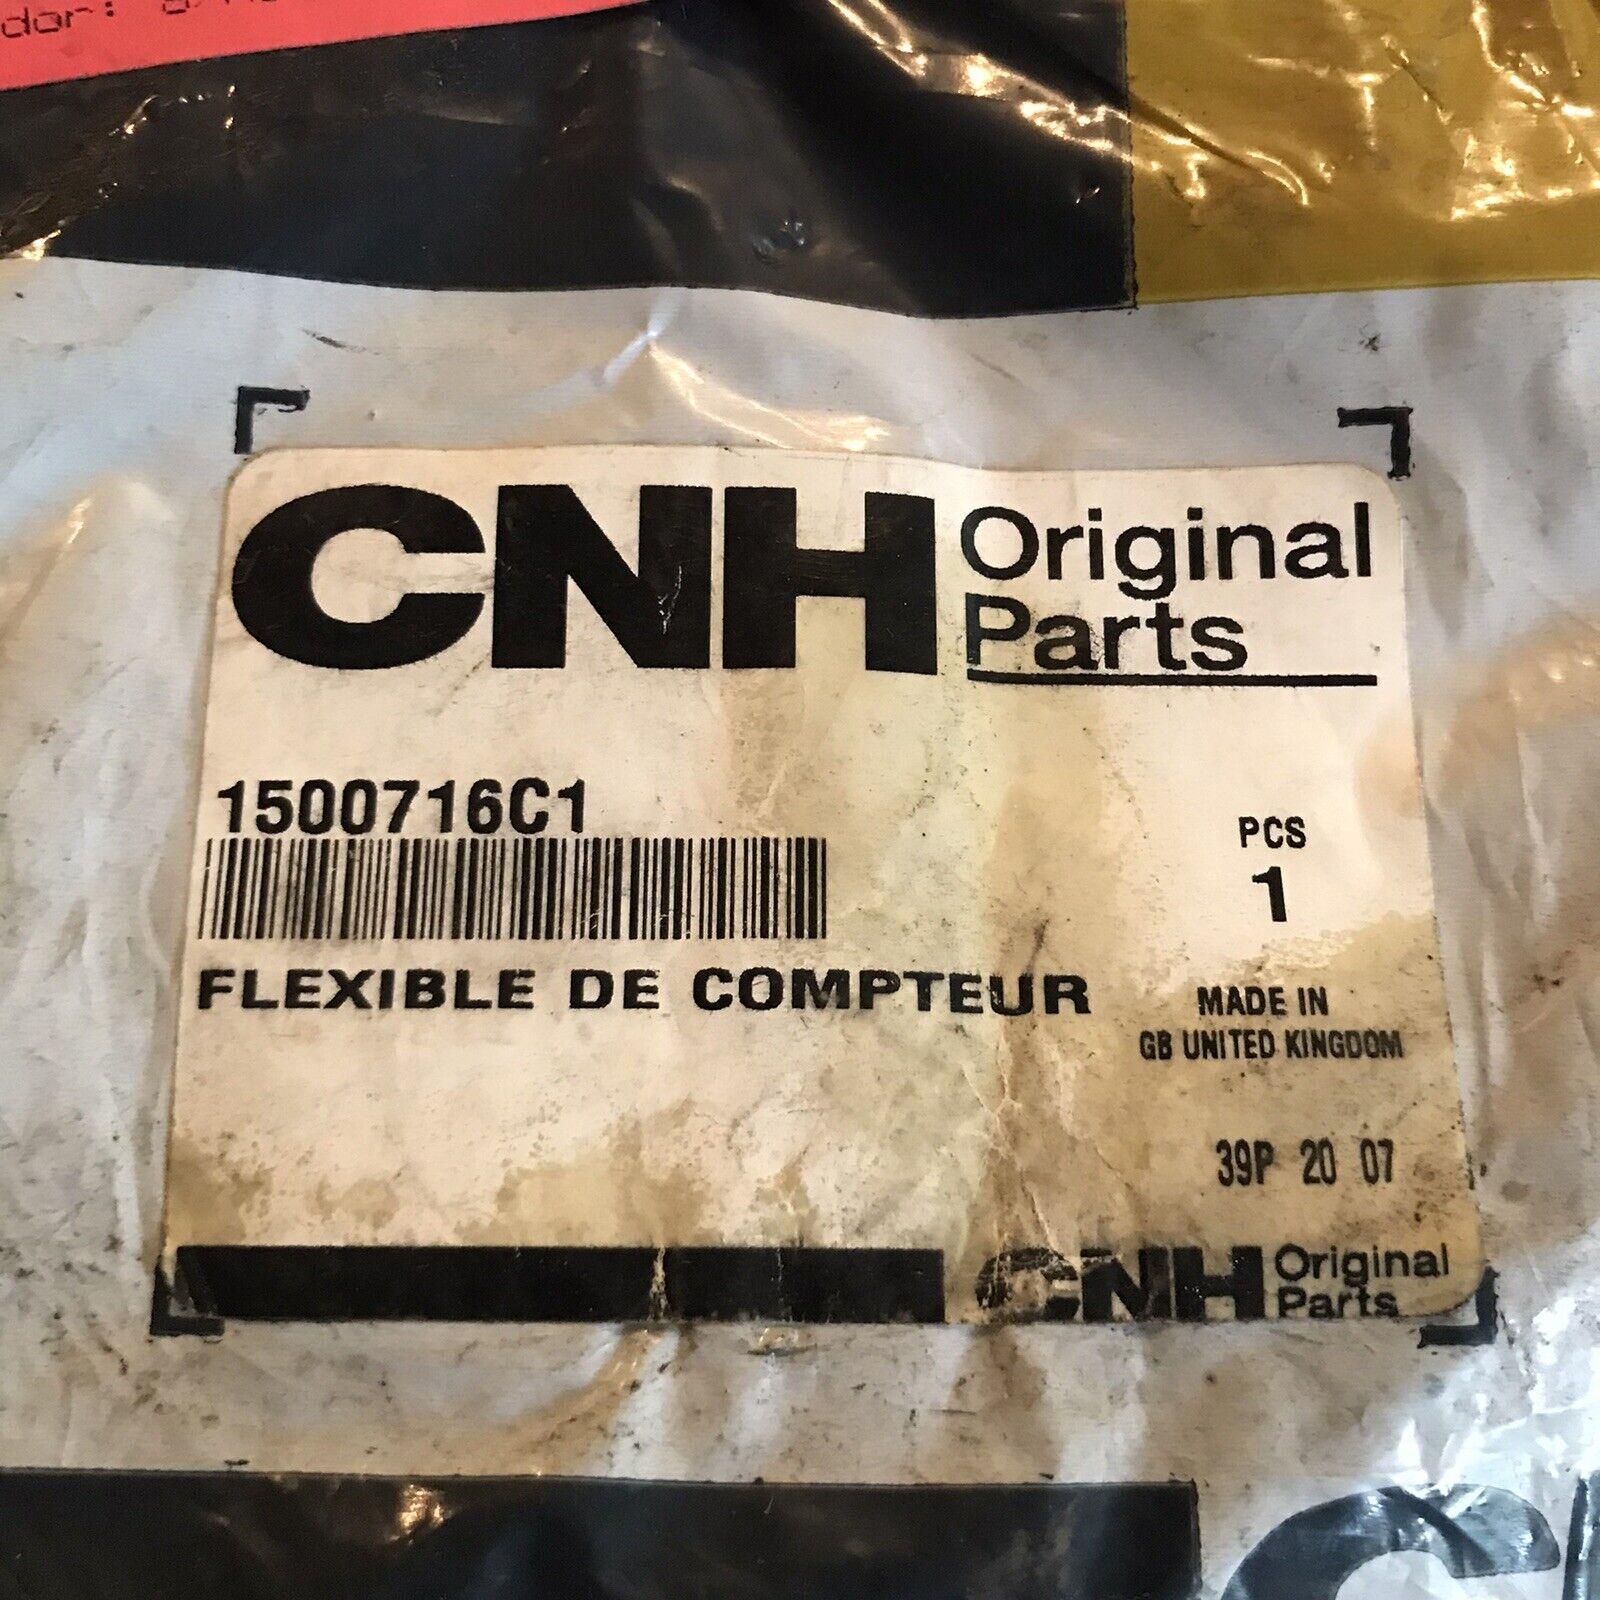 dor:
CNH Original
Parts
1500716C1
PCS
1
FLEXIBLE DE COMPTEUR
MADE IN
GB UNITED KINGDOM
39P 20 07
CNH Original
Parts